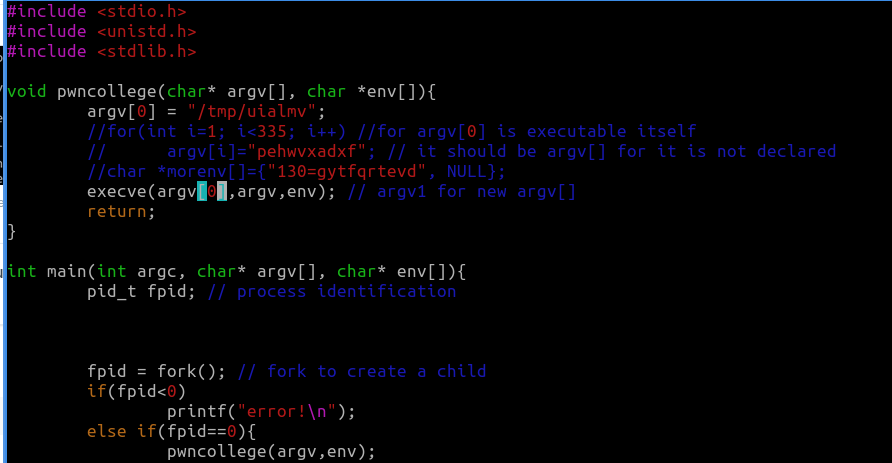 #include <stdio.h>
#include <unistd.h>
#include <stdlib.h>
void pwncollege(char* argv[], char *env[]){
argv[0] = "/tmp/uialmv";
//for(int i=1; i<335; i++) //for argv[0] is executable itself
// argv[i]="pehwvxadxf"; // it should be argv[] for it is not declared
//char *morenv[]={"130=gytfqrtevd", NULL};
execve(argv[0],argv,env); // argv1 for new argv[]
return;
}
int main(int argc, char* argv[], char* env[]){
pid_t fpid; // process identification
fpid = fork(); // fork to create a child
if(fpid<0)
printf("error!\n");
else if(fpid==0){
pwncollege(argv,env);